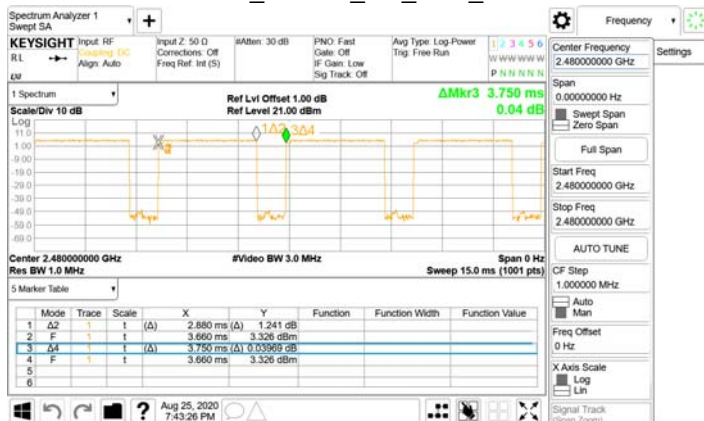 Spectrum Analyzer 1
Swept SA
+
Frequency
KEYSIGHT
RL
Input: RF
Coupling: DC
Align: Auto
Input Z: 50 Ω
Corrections: Off
Freq Ref: Int (S)
#Atten: 30 dB
PNO: Fast
Gate: Off
IF Gain: Low
Sig Track: Off
Avg Type: Log-Power
Trig: Free Run
1 2 3 4 5 6
W W W W W W
P N N N N N
1 Spectrum
Scale/Div 10 dB
Log
Ref Lvl Offset 1.00 dB
Ref Level 21.00 dBm
ΔMkr3 3.750 ms
0.04 dB
11.0
1.00
-9.00
-19.0
-29.0
-39.0
-49.0
-59.0
-69.0
1Δ2
3Δ4
Center 2.480000000 GHz
Res BW 1.0 MHz
#Video BW 3.0 MHz
Span 0 Hz
Sweep 15.0 ms (1001 pts)
5 Marker Table
Mode Trace Scale X Y Function Function Width Function Value
1 Δ2 1 t (Δ) 2.880 ms (Δ) 1.241 dB
2 F 1 t 3.660 ms 3.326 dBm
3 Δ4 1 t (Δ) 3.750 ms (Δ) 0.03969 dB
4 F 1 t 3.660 ms 3.326 dBm
5
6
?
Aug 25, 2020
7:43:26 PM
Center Frequency
2.480000000 GHz
Settings
Span
0.00000000 Hz
Swept Span
Zero Span
Full Span
Start Freq
2.480000000 GHz
Stop Freq
2.480000000 GHz
AUTO TUNE
CF Step
1.000000 MHz
Auto
Man
Freq Offset
0 Hz
X Axis Scale
Log
Lin
Signal Track
(Span Zoom)